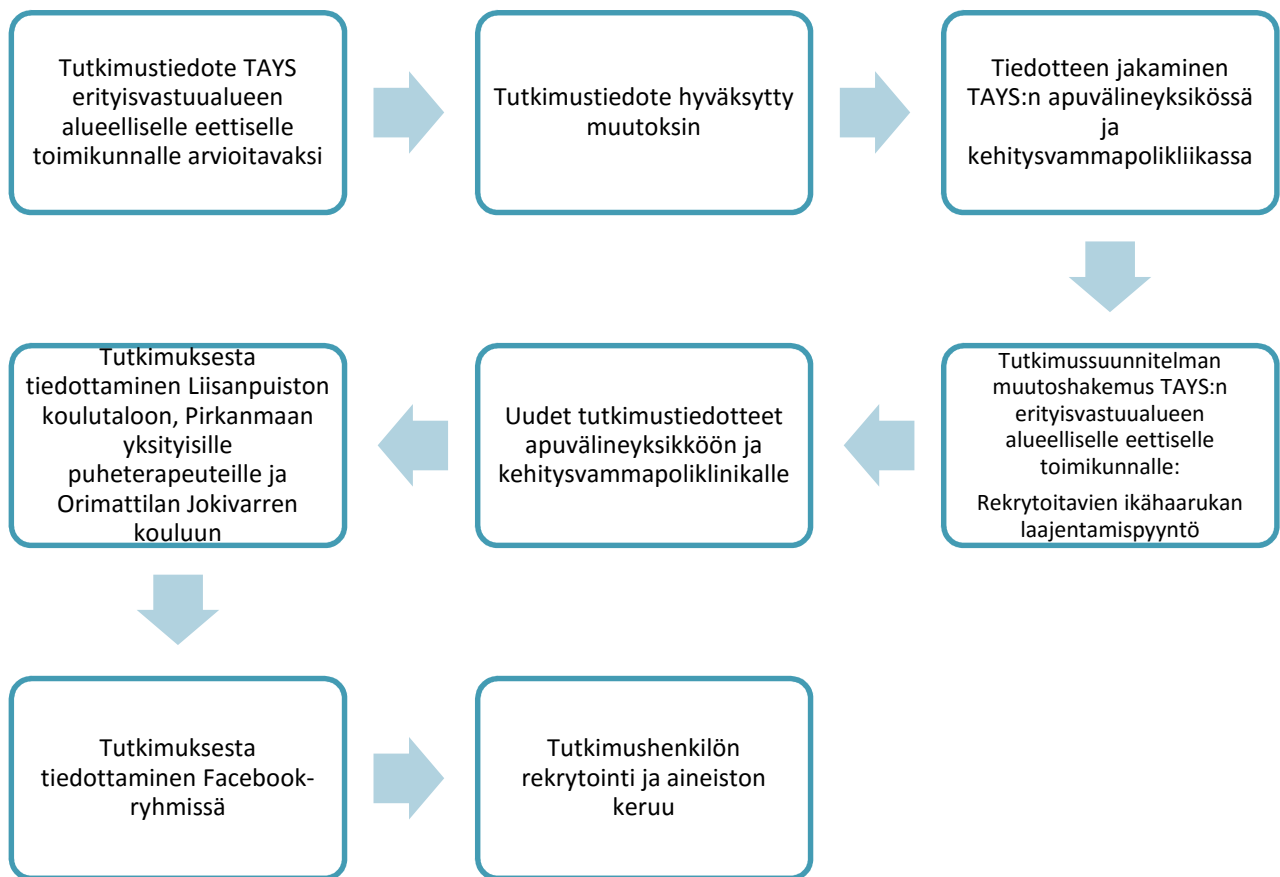 Tutkimustiedote TAYS
erityisvastuualueen
alueelliselle eettiselle
toimikunnalle arvioitavaksi
Tutkimustiedote hyväksytty
muutoksin
Tiedotteen jakaminen
TAYS:n apuvälineyksikössä
ja
kehitysvammapolikliikassa
Tutkimussuunnitelman
muutoshakemus TAYS:n
erityisvastuualueen
alueelliselle eettiselle
toimikunnalle:
Rekrytoitavien ikähaarukan
laajentamispyyntö
Uudet tutkimustiedotteet
apuvälineyksikköön ja
kehitysvammapoliklinikalle
Tutkimuksesta
tiedottaminen Liisanpuiston
koulutaloon, Pirkanmaan
yksityisille
puheterapeuteille ja
Orimattilan Jokivarren
kouluun
Tutkimuksesta
tiedottaminen Facebook-
ryhmissä
Tutkimushenkilön
rekrytointi ja aineiston
keruu